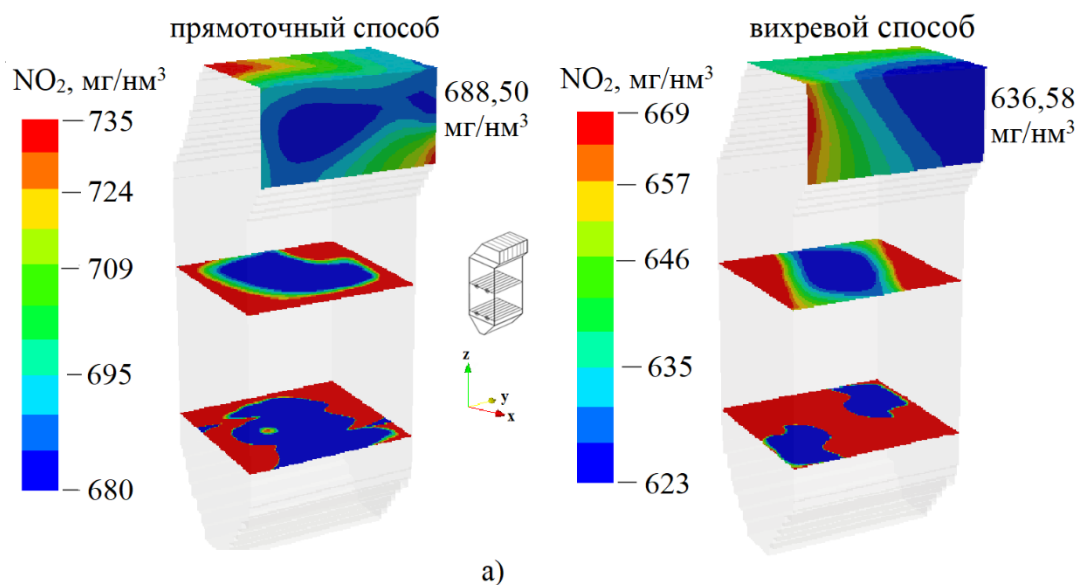 прямоточный способ
NO₂, мг/нм³
735
724
709
695
680
688,50
мг/нм³
z
y
x
вихревой способ
NO₂, мг/нм³
669
657
646
635
623
636,58
мг/нм³
а)